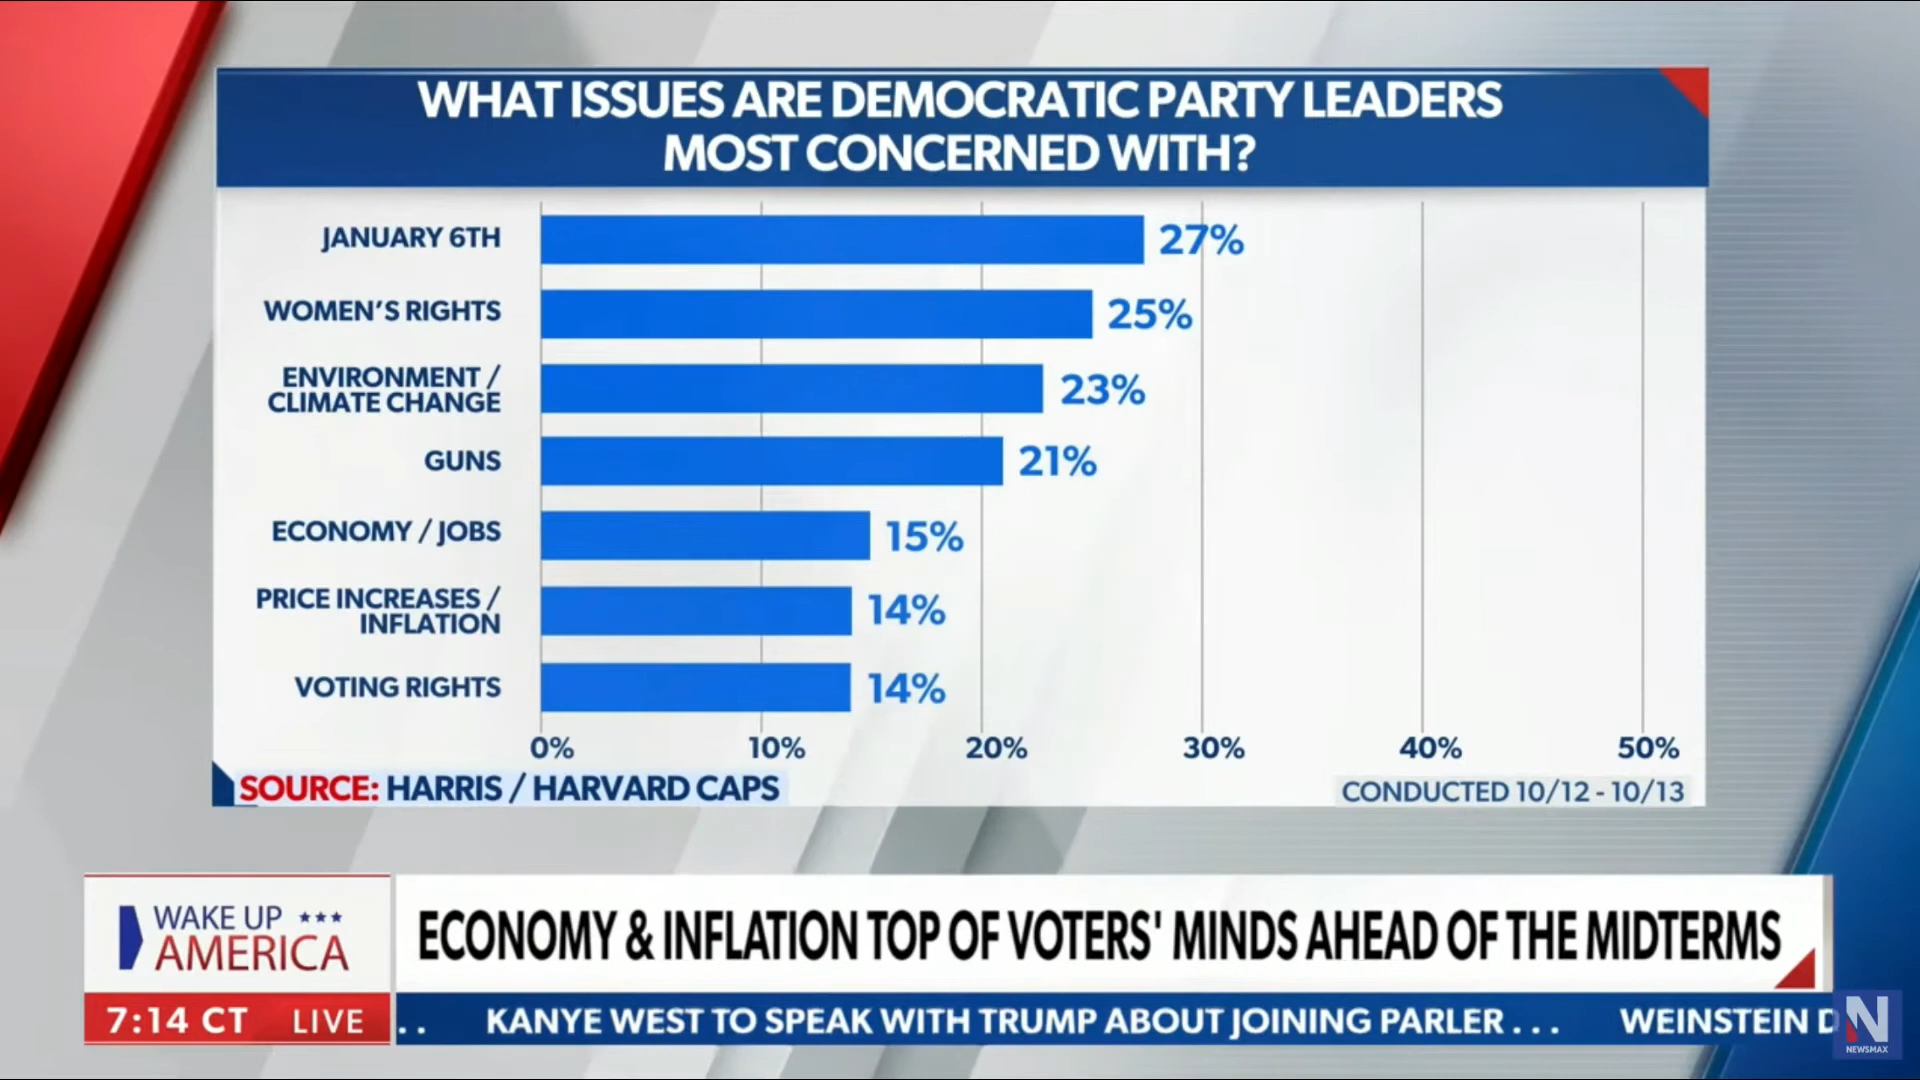 WHAT ISSUES ARE DEMOCRATIC PARTY LEADERS
MOST CONCERNED WITH?
JANUARY 6TH 27%
WOMEN'S RIGHTS 25%
ENVIRONMENT /
CLIMATE CHANGE 23%
GUNS 21%
ECONOMY / JOBS 15%
PRICE INCREASES /
INFLATION 14%
VOTING RIGHTS 14%
0% 10% 20% 30% 40% 50%
SOURCE: HARRIS / HARVARD CAPS
CONDUCTED 10/12 - 10/13
WAKE UP
AMERICA
ECONOMY & INFLATION TOP OF VOTERS' MINDS AHEAD OF THE MIDTERMS
7:14 CT LIVE
. . KANYE WEST TO SPEAK WITH TRUMP ABOUT JOINING PARLER . . . WEINSTEIN D
N
NEWSMAX